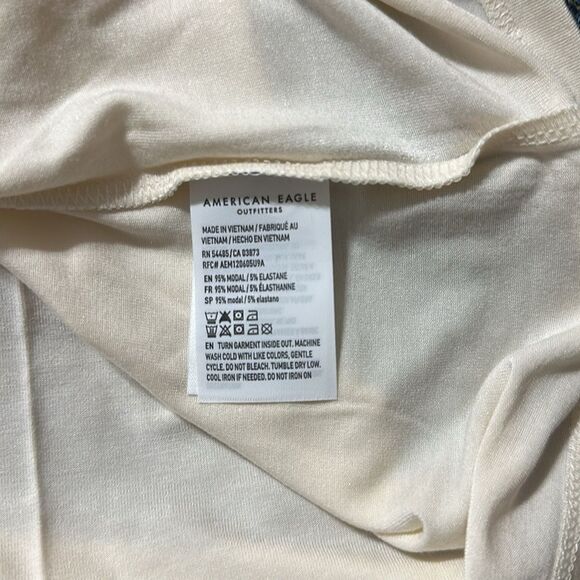 AMERICAN EAGLE
OUTFITTERS
MADE IN VIETNAM / FABRIQUÉ AU
VIETNAM / HECHO EN VIETNAM
RN 54485/CA 03873
RFC# AEM120605U9A
EN 95% MODAL / 5% ELASTANE
FR 95% MODAL / 5% ÉLASTHANNE
SP 95% modal / 5% elastano
EN TURN GARMENT INSIDE OUT. MACHINE
WASH COLD WITH LIKE COLORS, GENTLE
CYCLE. DO NOT BLEACH. TUMBLE DRY LOW.
COOL IRON IF NEEDED. DO NOT IRON ON